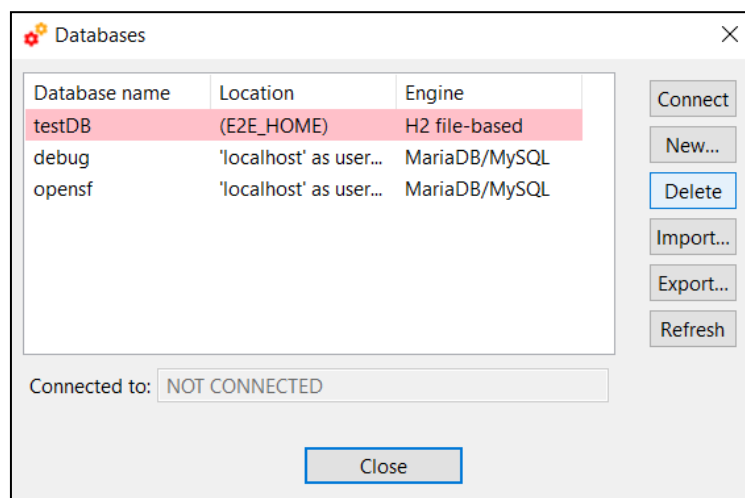 Databases
Database name Location Engine
testDB (E2E_HOME) H2 file-based
debug 'localhost' as user... MariaDB/MySQL
opensf 'localhost' as user... MariaDB/MySQL
Connect
New...
Delete
Import...
Export...
Refresh
Connected to: NOT CONNECTED
Close